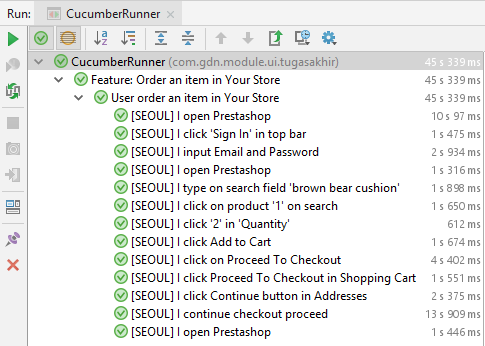 Run: CucumberRunner
CucumberRunner (com.gdn.module.ui.tugasakhir) 45 s 339 ms
Feature: Order an item in Your Store 45 s 339 ms
User order an item in Your Store 45 s 339 ms
[SEOUL] I open Prestashop 10 s 97 ms
[SEOUL] I click 'Sign In' in top bar 1 s 475 ms
[SEOUL] I input Email and Password 2 s 934 ms
[SEOUL] I open Prestashop 1 s 316 ms
[SEOUL] I type on search field 'brown bear cushion' 1 s 898 ms
[SEOUL] I click on product '1' on search 1 s 650 ms
[SEOUL] I click '2' in 'Quantity' 612 ms
[SEOUL] I click Add to Cart 1 s 674 ms
[SEOUL] I click on Proceed To Checkout 4 s 402 ms
[SEOUL] I click Proceed To Checkout in Shopping Cart 1 s 551 ms
[SEOUL] I click Continue button in Addresses 2 s 375 ms
[SEOUL] I continue checkout proceed 13 s 909 ms
[SEOUL] I open Prestashop 1 s 446 ms